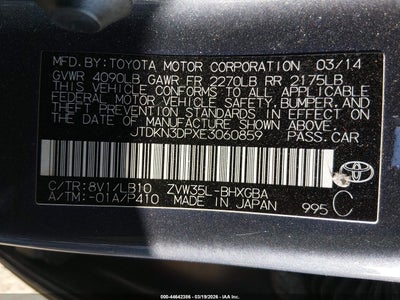 MFD.BY:TOYOTA MOTOR CORPORATION 03/14
GVWR 4090LB GAWR FR 2270LB RR 2175LB
THIS VEHICLE CONFORMS TO ALL APPLICABLE
FEDERAL MOTOR VEHICLE SAFETY,BUMPER,AND
THEFT PREVENTION STANDARDS IN EFFECT ON THE DATE OF
MANUFACTURE SHOWN ABOVE.
JTDKN3DPXE3060859 PASS.CAR
C/TR:8V1/LB10 ZVW35L-BHXGBA
A/TM:-01A/P410 MADE IN JAPAN 995 C
TOYOTA
20-44642386 - 03/19/2026 - IAA, Inc.